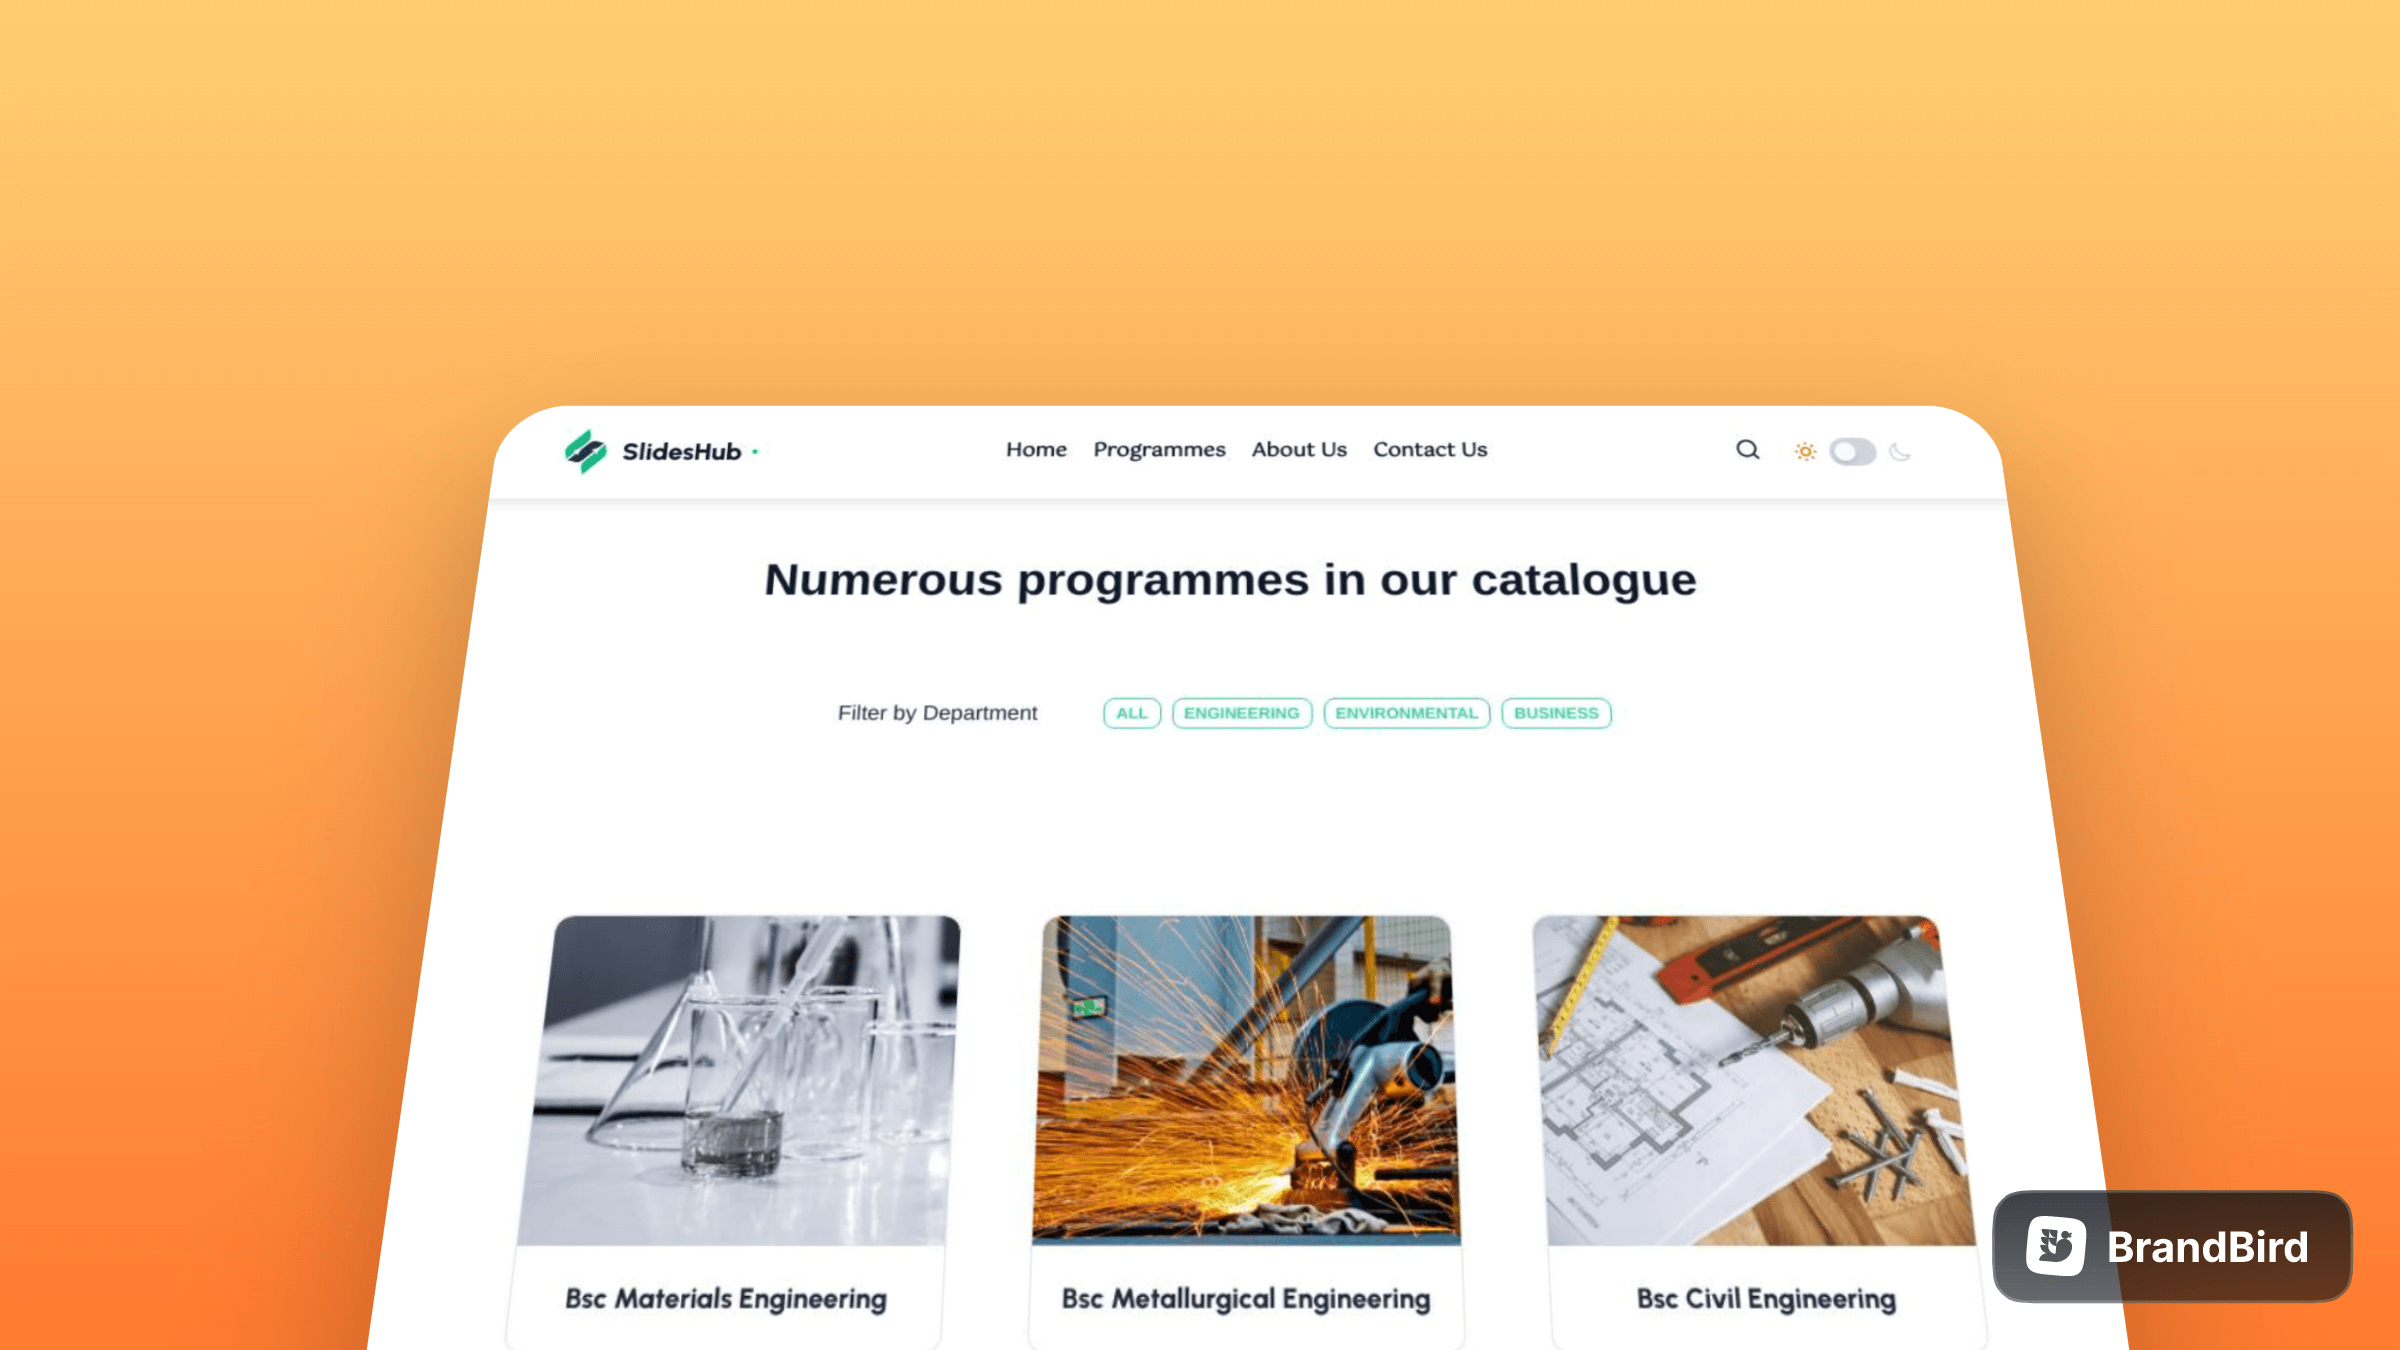 SlidesHub
Home Programmes About Us Contact Us
Numerous programmes in our catalogue
Filter by Department ALL ENGINEERING ENVIRONMENTAL BUSINESS
Bsc Materials Engineering Bsc Metallurgical Engineering Bsc Civil Engineering
BrandBird